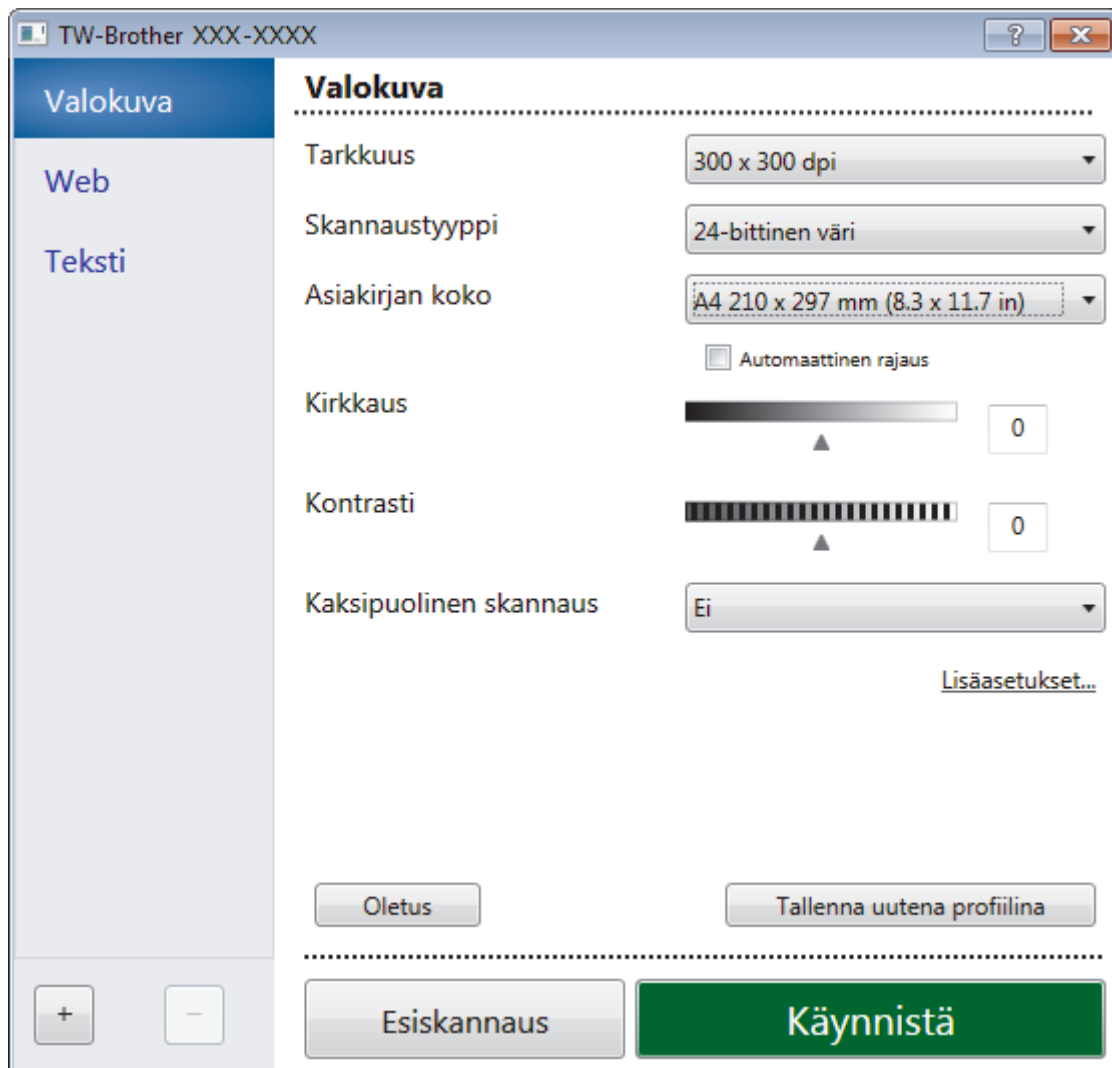 TW-Brother XXX-XXXX
Valokuva
Web
Teksti
Valokuva
Tarkkuus
300 x 300 dpi
Skannaustyyppi
24-bittinen väri
Asiakirjan koko
A4 210 x 297 mm (8.3 x 11.7 in)
Automaattinen rajaus
Kirkkaus
0
Kontrasti
0
Kaksipuolinen skannaus
Ei
Lisäasetukset...
Oletus
Tallenna uutena profiilina
Esiskannaus
Käynnistä